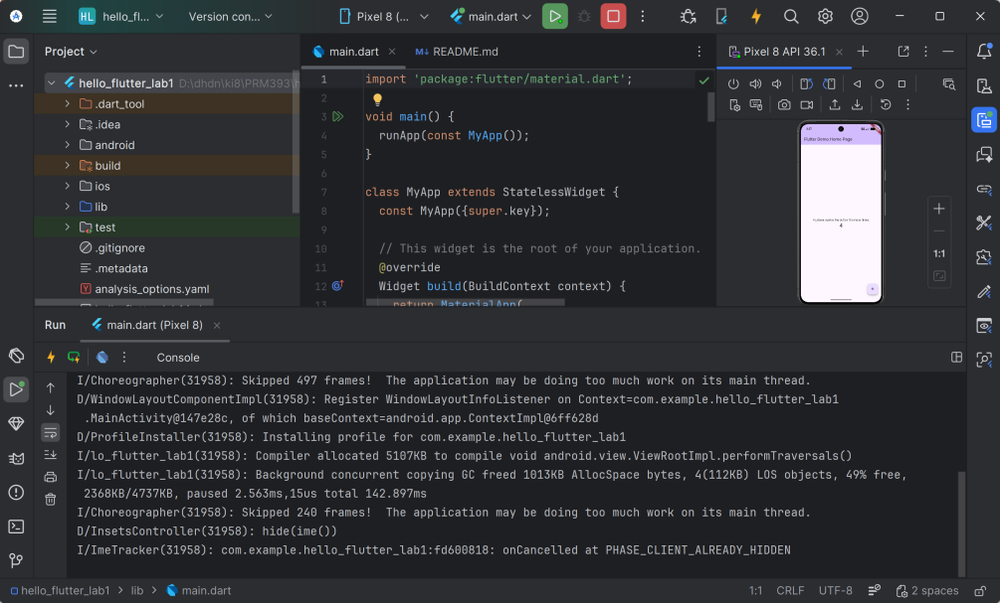 HL hello_fl... Version con... Pixel 8 (... main.dart
Project
main.dart
README.md
Pixel 8 API 36.1
hello_flutter_lab1 D:\dhdn\ki8\PRM393\
.dart_tool
.idea
android
build
ios
lib
test
.gitignore
.metadata
analysis_options.yaml
1 import 'package:flutter/material.dart';
2
3 void main() {
4 runApp(const MyApp());
5 }
6
7 class MyApp extends StatelessWidget {
8 const MyApp({super.key});
9
10 // This widget is the root of your application.
11 @override
12 Widget build(BuildContext context) {
13 return MaterialApp(
Flutter Demo Home Page
4
1:1
Run
main.dart (Pixel 8)
Console
I/Choreographer(31958): Skipped 497 frames!  The application may be doing too much work on its main thread.
D/WindowLayoutComponentImpl(31958): Register WindowLayoutInfoListener on Context=com.example.hello_flutter_lab1
.MainActivity@147e28c, of which baseContext=android.app.ContextImpl@6ff628d
D/ProfileInstaller(31958): Installing profile for com.example.hello_flutter_lab1
I/lo_flutter_lab1(31958): Compiler allocated 5107KB to compile void android.view.ViewRootImpl.performTraversals()
I/lo_flutter_lab1(31958): Background concurrent copying GC freed 1013KB AllocSpace bytes, 4(112KB) LOS objects, 49% free,
2368KB/4737KB, paused 2.563ms,15us total 142.897ms
I/Choreographer(31958): Skipped 240 frames!  The application may be doing too much work on its main thread.
D/InsetsController(31958): hide(ime())
I/ImeTracker(31958): com.example.hello_flutter_lab1:fd600818: onCancelled at PHASE_CLIENT_ALREADY_HIDDEN
hello_flutter_lab1 > lib > main.dart
1:1 CRLF UTF-8 2 spaces